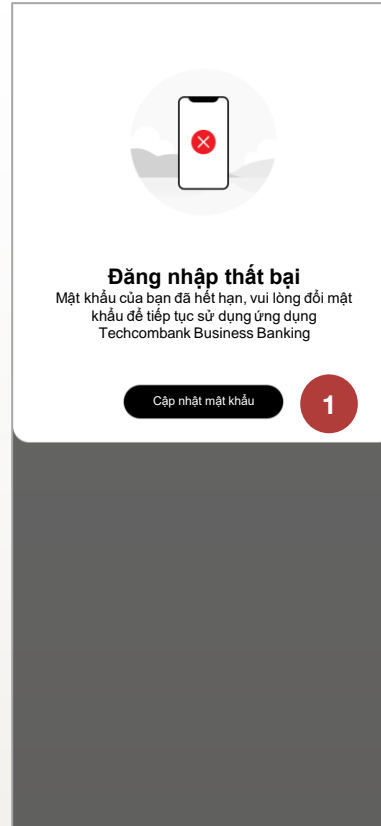 Đăng nhập thất bại
Mật khẩu của bạn đã hết hạn, vui lòng đổi mật
khẩu để tiếp tục sử dụng ứng dụng
Techcombank Business Banking
Cập nhật mật khẩu
1